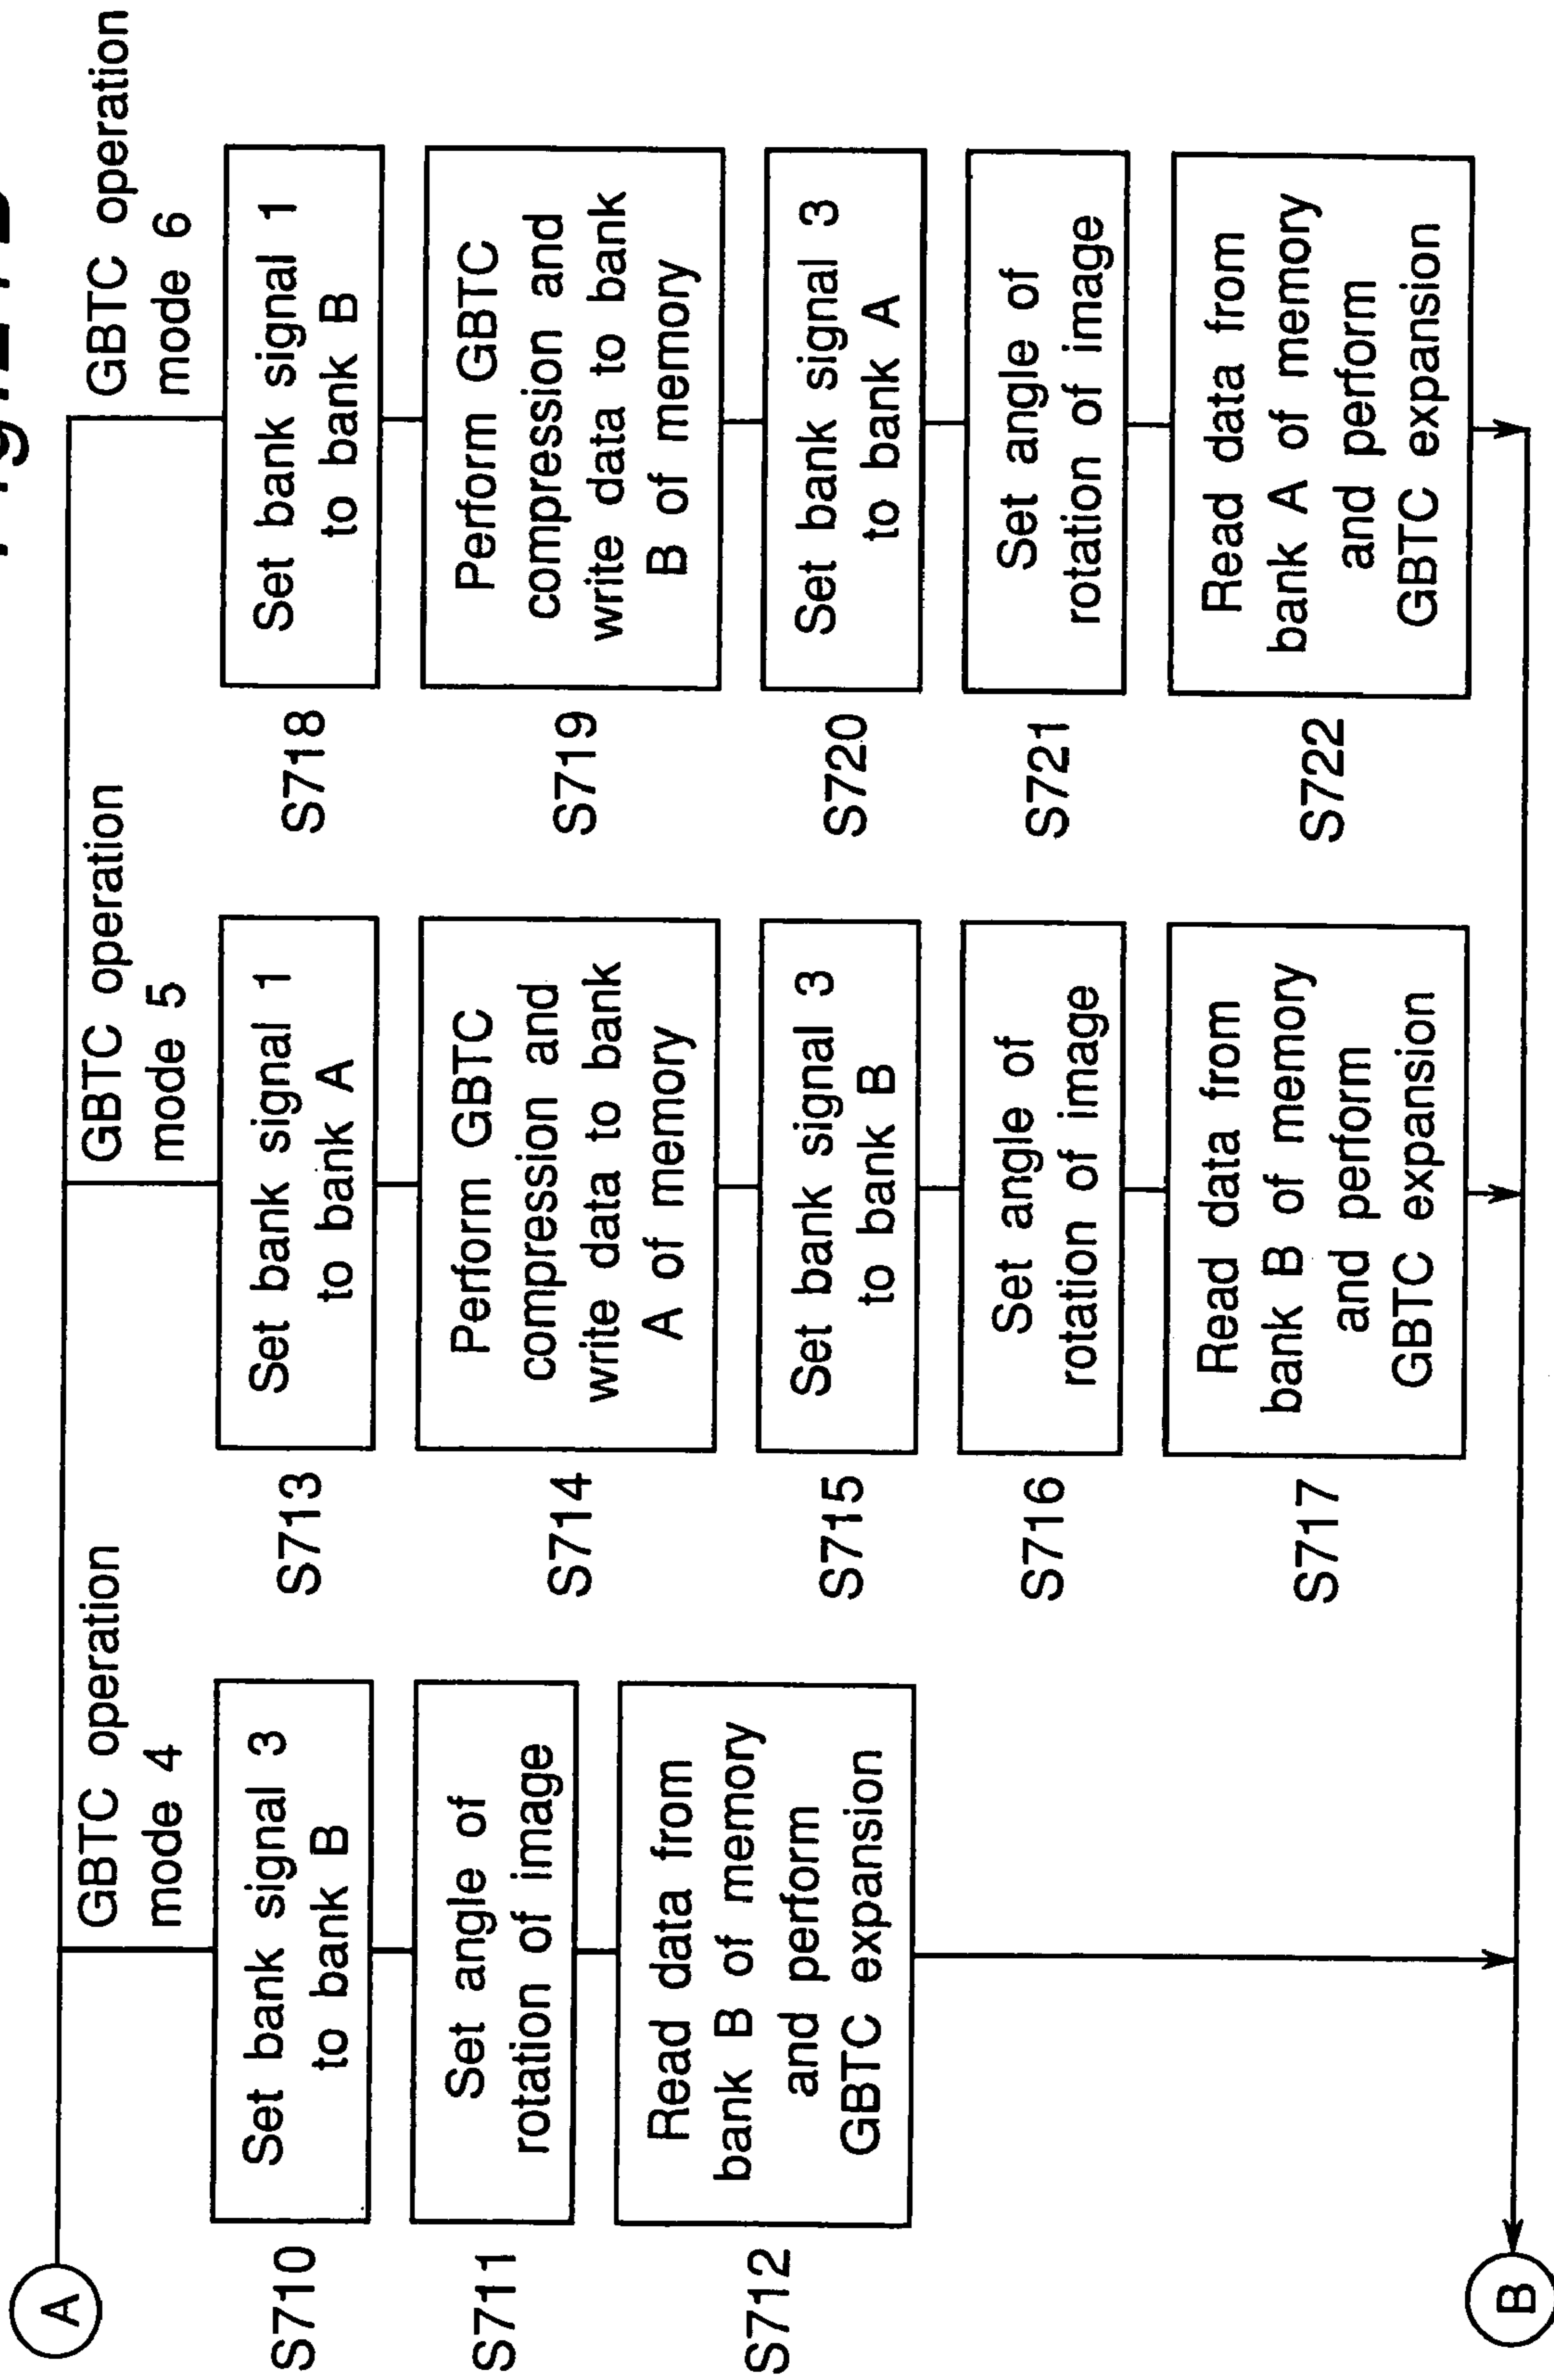 A
GBTC operation
mode 4
S710
Set bank signal 3
to bank B
S711
Set angle of
rotation of image
S712
Read data from
bank B of memory
and perform
GBTC expansion
GBTC operation
mode 5
S713
Set bank signal 1
to bank A
S714
Perform GBTC
compression and
write data to bank
A of memory
S715
Set bank signal 3
to bank B
S716
Set angle of
rotation of image
S717
Read data from
bank B of memory
and perform
GBTC expansion
GBTC operation
mode 6
S718
Set bank signal 1
to bank B
S719
Perform GBTC
compression and
write data to bank
B of memory
S720
Set bank signal 3
to bank A
S721
Set angle of
rotation of image
S722
Read data from
bank A of memory
and perform
GBTC expansion
B